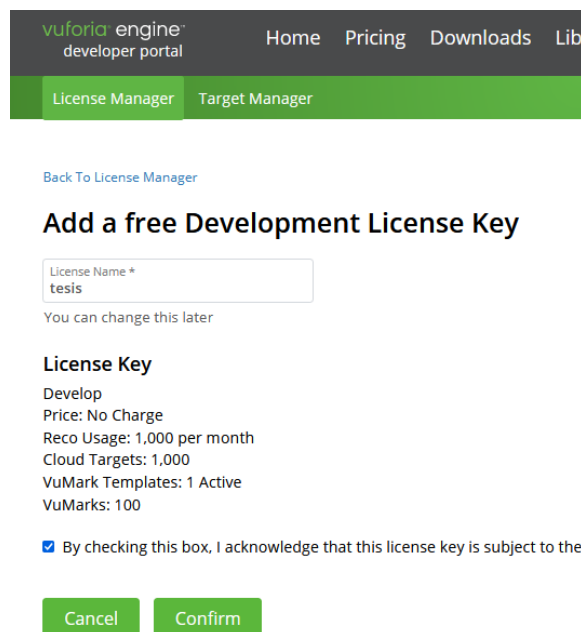 vuforia engine™
developer portal
Home Pricing Downloads Lib
License Manager Target Manager
Back To License Manager
Add a free Development License Key
License Name *
tesis
You can change this later
License Key
Develop
Price: No Charge
Reco Usage: 1,000 per month
Cloud Targets: 1,000
VuMark Templates: 1 Active
VuMarks: 100
By checking this box, I acknowledge that this license key is subject to the
Cancel Confirm